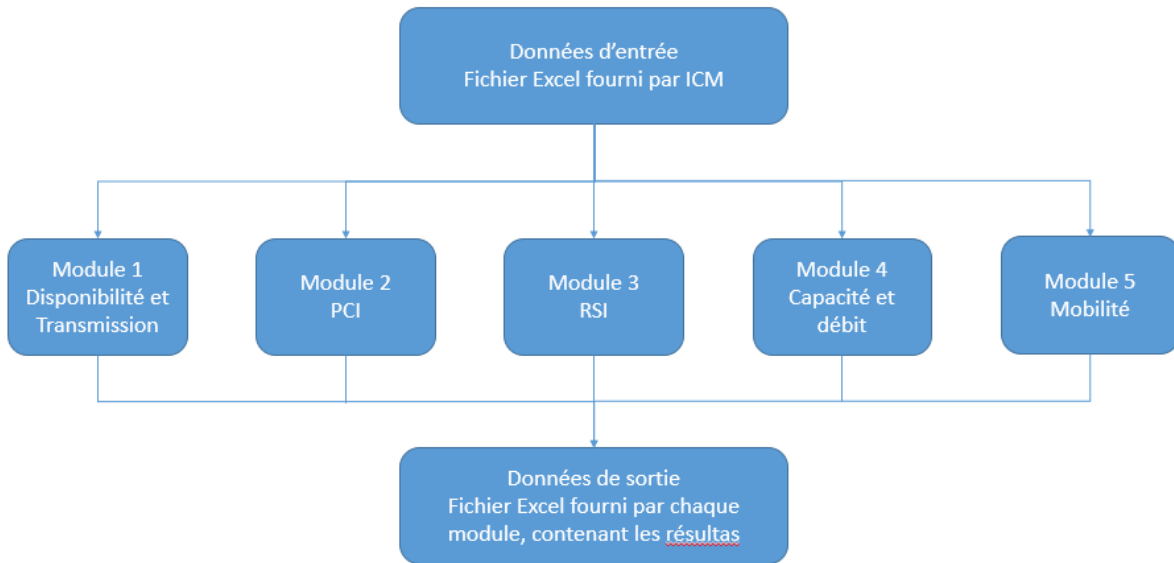 Données d'entrée
Fichier Excel fourni par ICM
Module 1
Disponibilité et
Transmission
Module 2
PCI
Module 3
RSI
Module 4
Capacité et
débit
Module 5
Mobilité
Données de sortie
Fichier Excel fourni par chaque
module, contenant les résultas